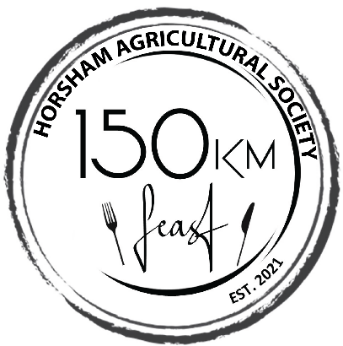 HORSHAM AGRICULTURAL SOCIETY
150KM
feast
EST. 2021